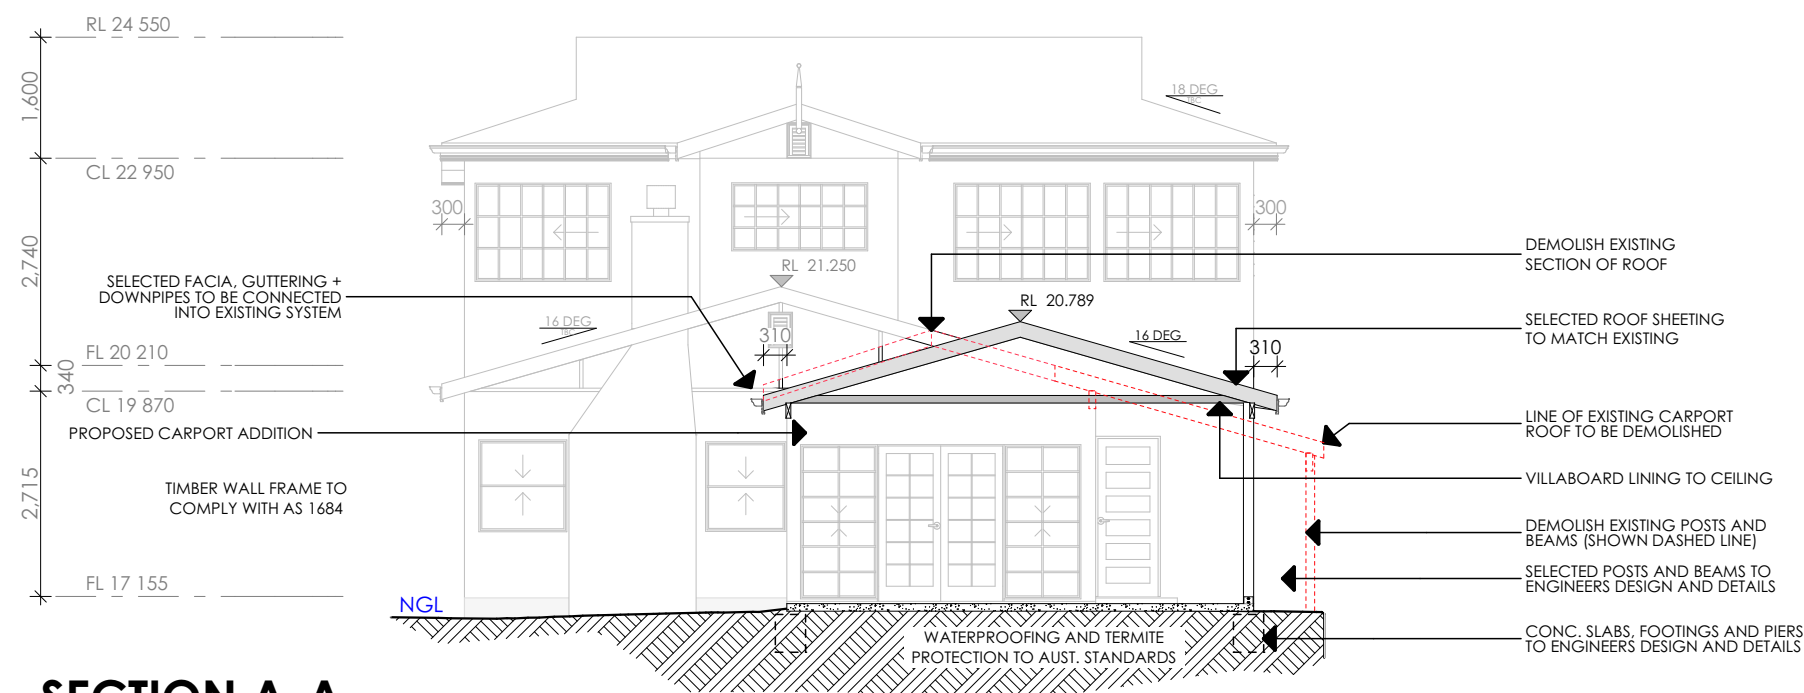 RL 24 550
1,600
CL 22 950
300
2,740
SELECTED FACIA, GUTTERING +
DOWNPIPES TO BE CONNECTED
INTO EXISTING SYSTEM
FL 20 210
340
CL 19 870
PROPOSED CARPORT ADDITION
2,715
TIMBER WALL FRAME TO
COMPLY WITH AS 1684
FL 17 155
NGL
16 DEG
TBC
310
RL 21.250
RL 20.789
18 DEG
TBC
300
16 DEG
310
DEMOLISH EXISTING
SECTION OF ROOF
SELECTED ROOF SHEETING
TO MATCH EXISTING
LINE OF EXISTING CARPORT
ROOF TO BE DEMOLISHED
VILLABOARD LINING TO CEILING
DEMOLISH EXISTING POSTS AND
BEAMS (SHOWN DASHED LINE)
SELECTED POSTS AND BEAMS TO
ENGINEERS DESIGN AND DETAILS
CONC. SLABS, FOOTINGS AND PIERS
TO ENGINEERS DESIGN AND DETAILS
WATERPROOFING AND TERMITE
PROTECTION TO AUST. STANDARDS
SECTION A-A